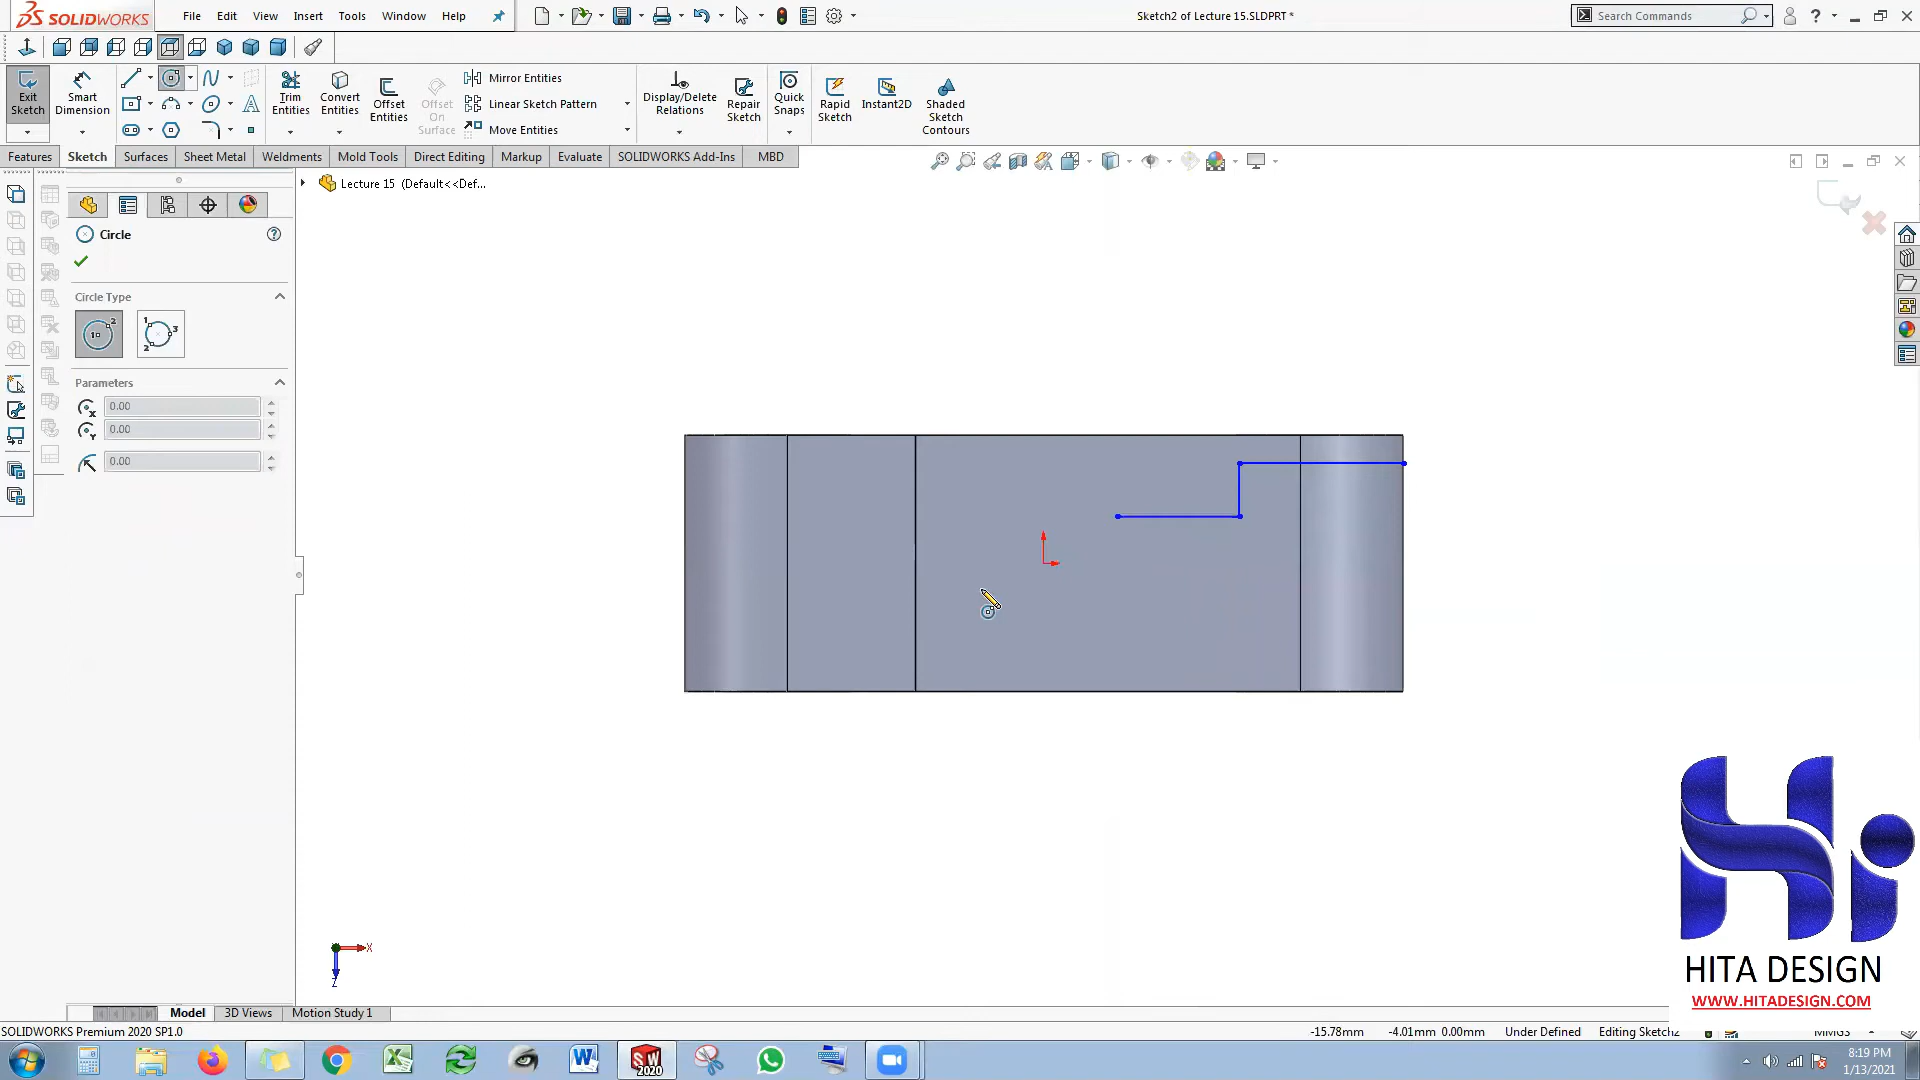 SOLIDWORKS
File
Edit
View
Insert
Tools
Window
Help
Sketch2 of Lecture 15.SLDPRT *
Search Commands
Exit Sketch
Smart Dimension
Trim Entities
Convert Entities
Offset Entities
Offset On Surface
Mirror Entities
Linear Sketch Pattern
Move Entities
Display/Delete Relations
Repair Sketch
Quick Snaps
Rapid Sketch
Instant2D
Shaded Sketch Contours
Features
Sketch
Surfaces
Sheet Metal
Weldments
Mold Tools
Direct Editing
Markup
Evaluate
SOLIDWORKS Add-Ins
MBD
Lecture 15 (Default<<Def...
Circle
Circle Type
Parameters
0.00
0.00
0.00
X
Z
HITA DESIGN
WWW.HITADESIGN.COM
Model
3D Views
Motion Study 1
SOLIDWORKS Premium 2020 SP1.0
-15.78mm
-4.01mm
0.00mm
Under Defined
Editing Sketch2
8:19 PM
1/13/2021